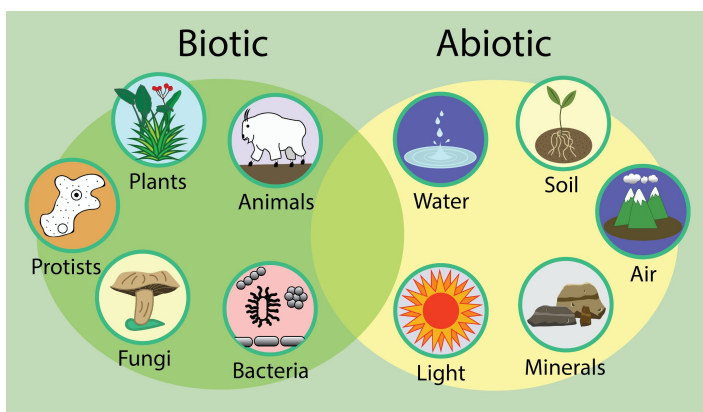 Biotic
Abiotic
Plants
Animals
Protists
Fungi
Bacteria
Water
Soil
Air
Light
Minerals